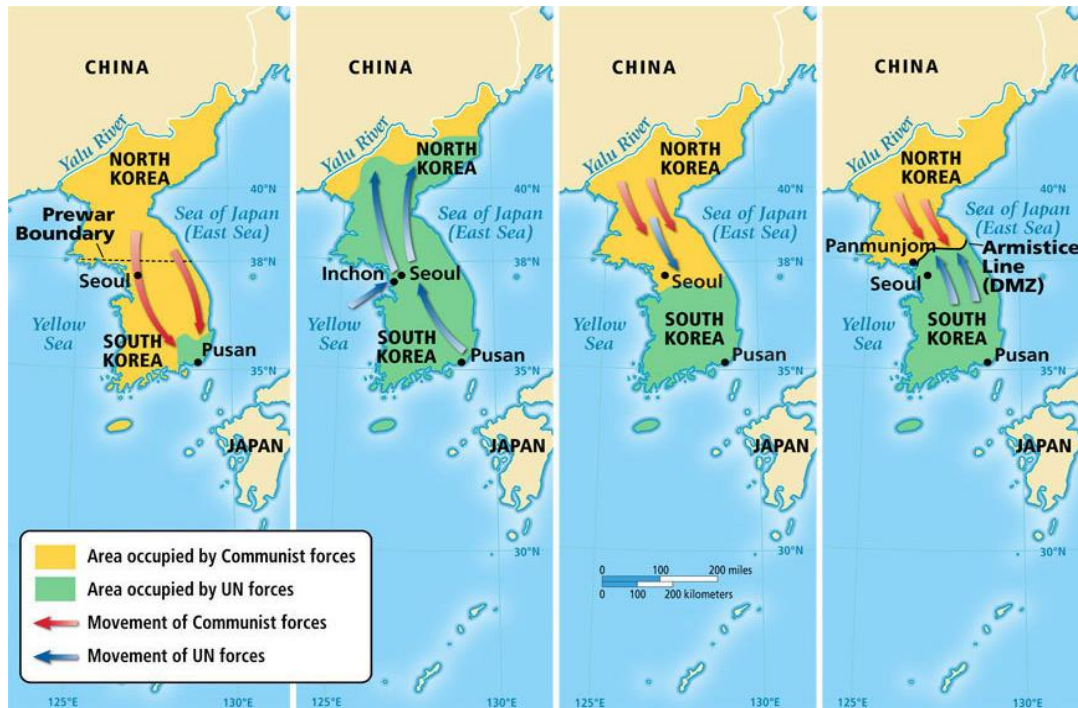 CHINA
Yalu River
NORTH
KOREA
40°N
Sea of Japan
(East Sea)
Prewar
Boundary
38°N
Seoul
Yellow
Sea
SOUTH
KOREA
Pusan
35°N
JAPAN
30°N
125°E
130°E
CHINA
Yalu River
NORTH
KOREA
40°N
Sea of Japan
(East Sea)
38°N
Inchon
Seoul
Yellow
Sea
SOUTH
KOREA
Pusan
35°N
JAPAN
30°N
125°E
130°E
CHINA
Yalu River
NORTH
KOREA
40°N
Sea of Japan
(East Sea)
38°N
Seoul
Yellow
Sea
SOUTH
KOREA
Pusan
35°N
JAPAN
0 100 200 miles
0 100 200 kilometers
30°N
125°E
130°E
CHINA
Yalu River
NORTH
KOREA
40°N
Sea of Japan
(East Sea)
Panmunjom
38°N
Armistice
Line
(DMZ)
Seoul
Yellow
Sea
SOUTH
KOREA
Pusan
35°N
JAPAN
30°N
125°E
130°E
Area occupied by Communist forces
Area occupied by UN forces
Movement of Communist forces
Movement of UN forces